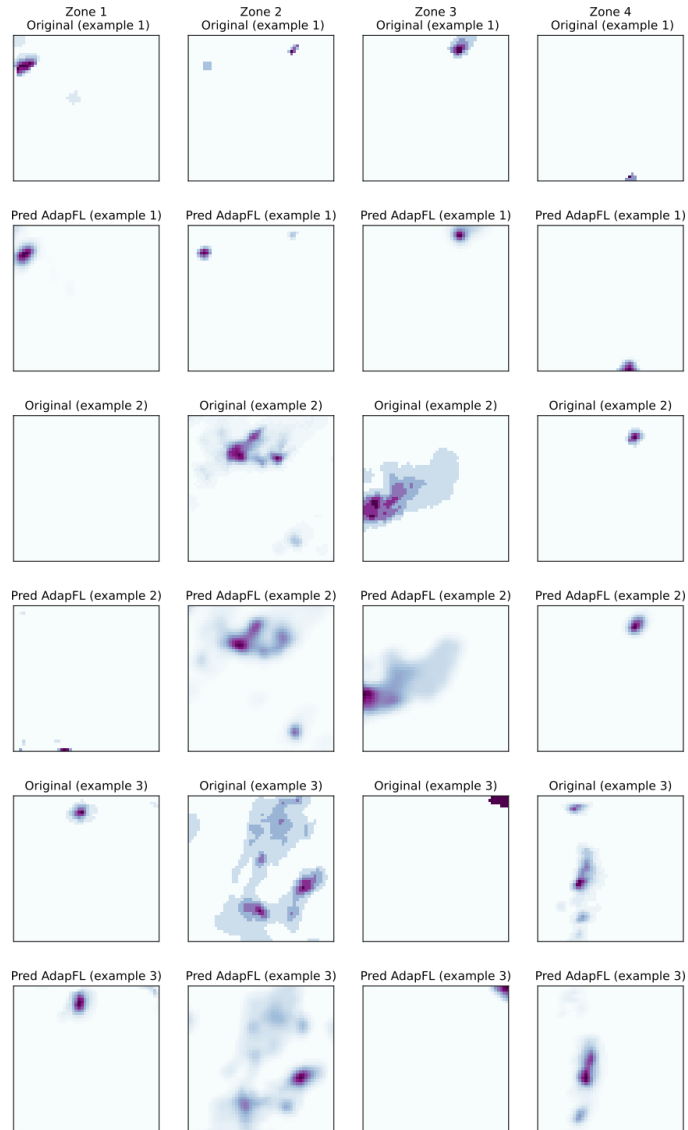 Zone 1
Original (example 1)
Zone 2
Original (example 1)
Zone 3
Original (example 1)
Zone 4
Original (example 1)
Pred AdapFL (example 1)
Pred AdapFL (example 1)
Pred AdapFL (example 1)
Pred AdapFL (example 1)
Original (example 2)
Original (example 2)
Original (example 2)
Original (example 2)
Pred AdapFL (example 2)
Pred AdapFL (example 2)
Pred AdapFL (example 2)
Pred AdapFL (example 2)
Original (example 3)
Original (example 3)
Original (example 3)
Original (example 3)
Pred AdapFL (example 3)
Pred AdapFL (example 3)
Pred AdapFL (example 3)
Pred AdapFL (example 3)